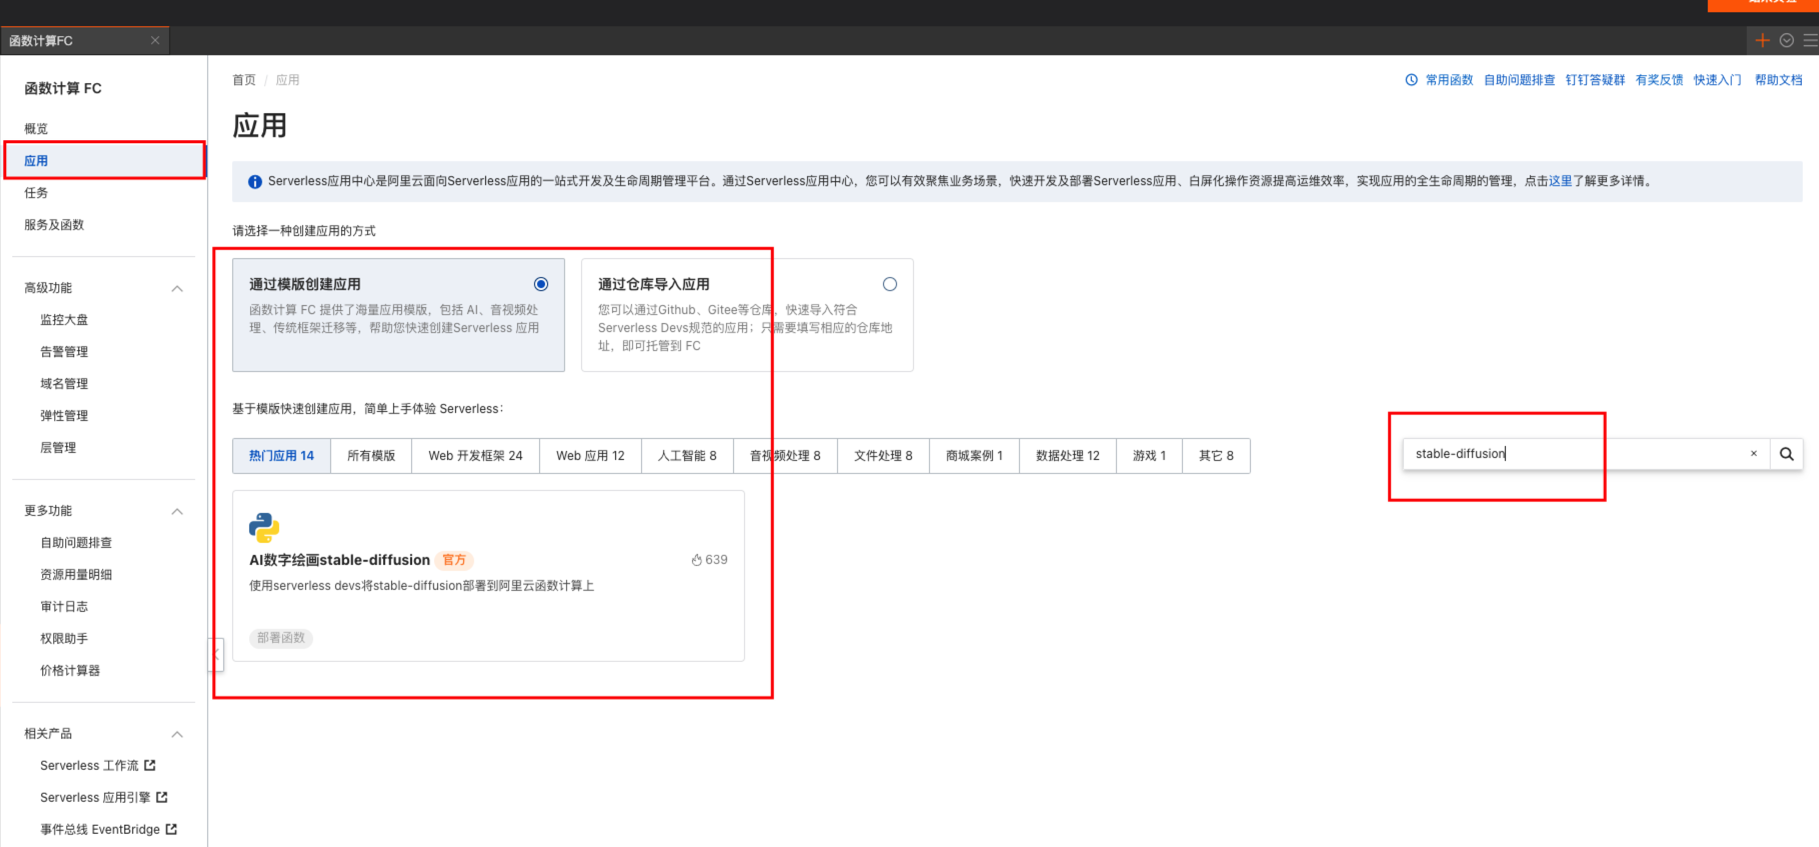 函数计算FC
函数计算 FC
概览
应用
任务
服务及函数
高级功能
监控大盘
告警管理
域名管理
弹性管理
层管理
更多功能
自助问题排查
资源用量明细
审计日志
权限助手
价格计算器
相关产品
Serverless 工作流
Serverless 应用引擎
事件总线 EventBridge
首页 / 应用
常用函数 自助问题排查 钉钉答疑群 有奖反馈 快速入门 帮助文档
应用
Serverless应用中心是阿里云面向Serverless应用的一站式开发及生命周期管理平台。通过Serverless应用中心，您可以有效聚焦业务场景，快速开发及部署Serverless应用、白屏化操作资源提高运维效率，实现应用的全生命周期的管理，点击这里了解更多详情。
请选择一种创建应用的方式
通过模版创建应用
函数计算 FC 提供了海量应用模版，包括 AI、音视频处
理、传统框架迁移等，帮助您快速创建Serverless 应用
通过仓库导入应用
您可以通过Github、Gitee等仓库，快速导入符合
Serverless Devs规范的应用；只需要填写相应的仓库地
址，即可托管到 FC
基于模版快速创建应用，简单上手体验 Serverless：
热门应用 14 所有模版 Web 开发框架 24 Web 应用 12 人工智能 8 音视频处理 8 文件处理 8 商城案例 1 数据处理 12 游戏 1 其它 8
stable-diffusion
AI数字绘画stable-diffusion 官方 639
使用serverless devs将stable-diffusion部署到阿里云函数计算上
部署函数